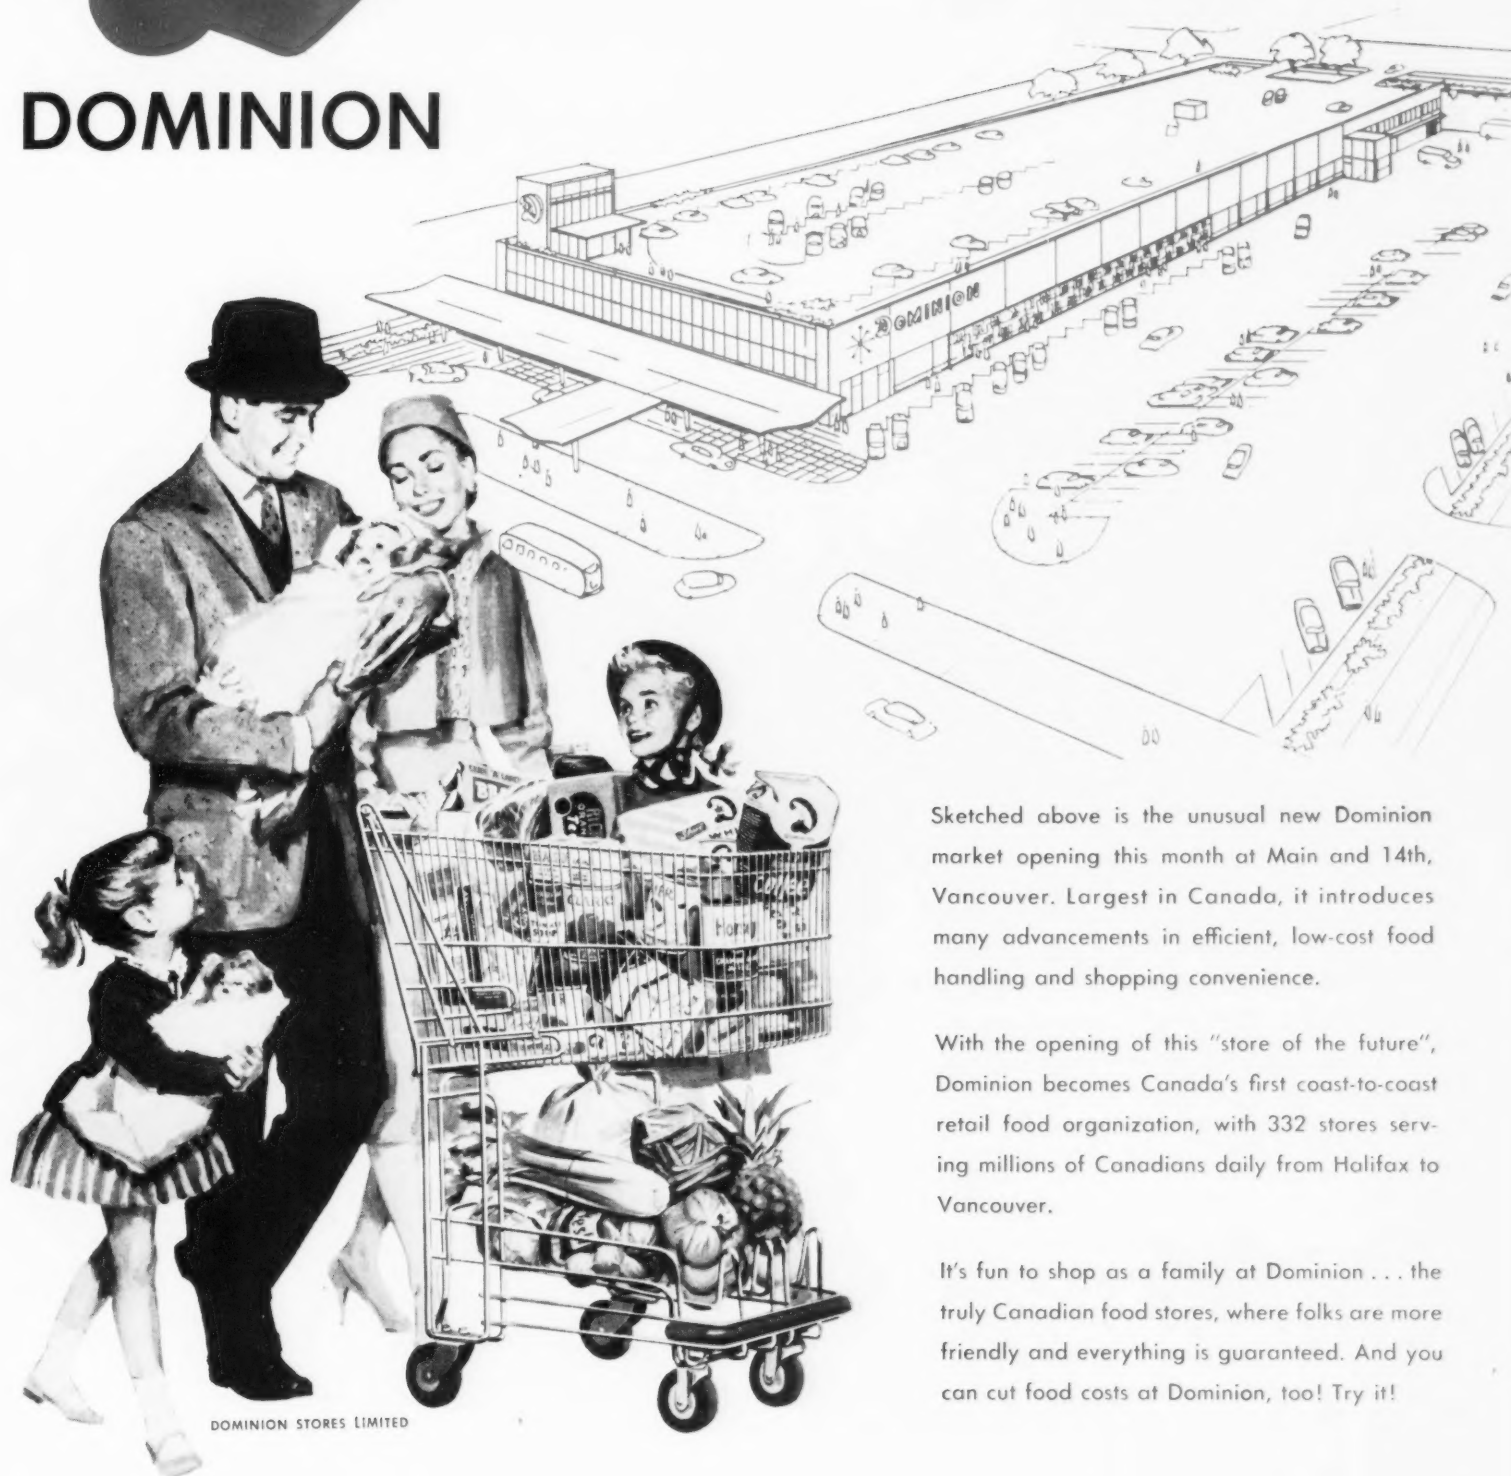 DOMINION
DOMINION
Sketched above is the unusual new Dominion
market opening this month at Main and 14th,
Vancouver. Largest in Canada, it introduces
many advancements in efficient, low-cost food
handling and shopping convenience.
With the opening of this "store of the future",
Dominion becomes Canada's first coast-to-coast
retail food organization, with 332 stores serv-
ing millions of Canadians daily from Halifax to
Vancouver.
It's fun to shop as a family at Dominion . . . the
truly Canadian food stores, where folks are more
friendly and everything is guaranteed. And you
can cut food costs at Dominion, too! Try it!
DOMINION STORES LIMITED